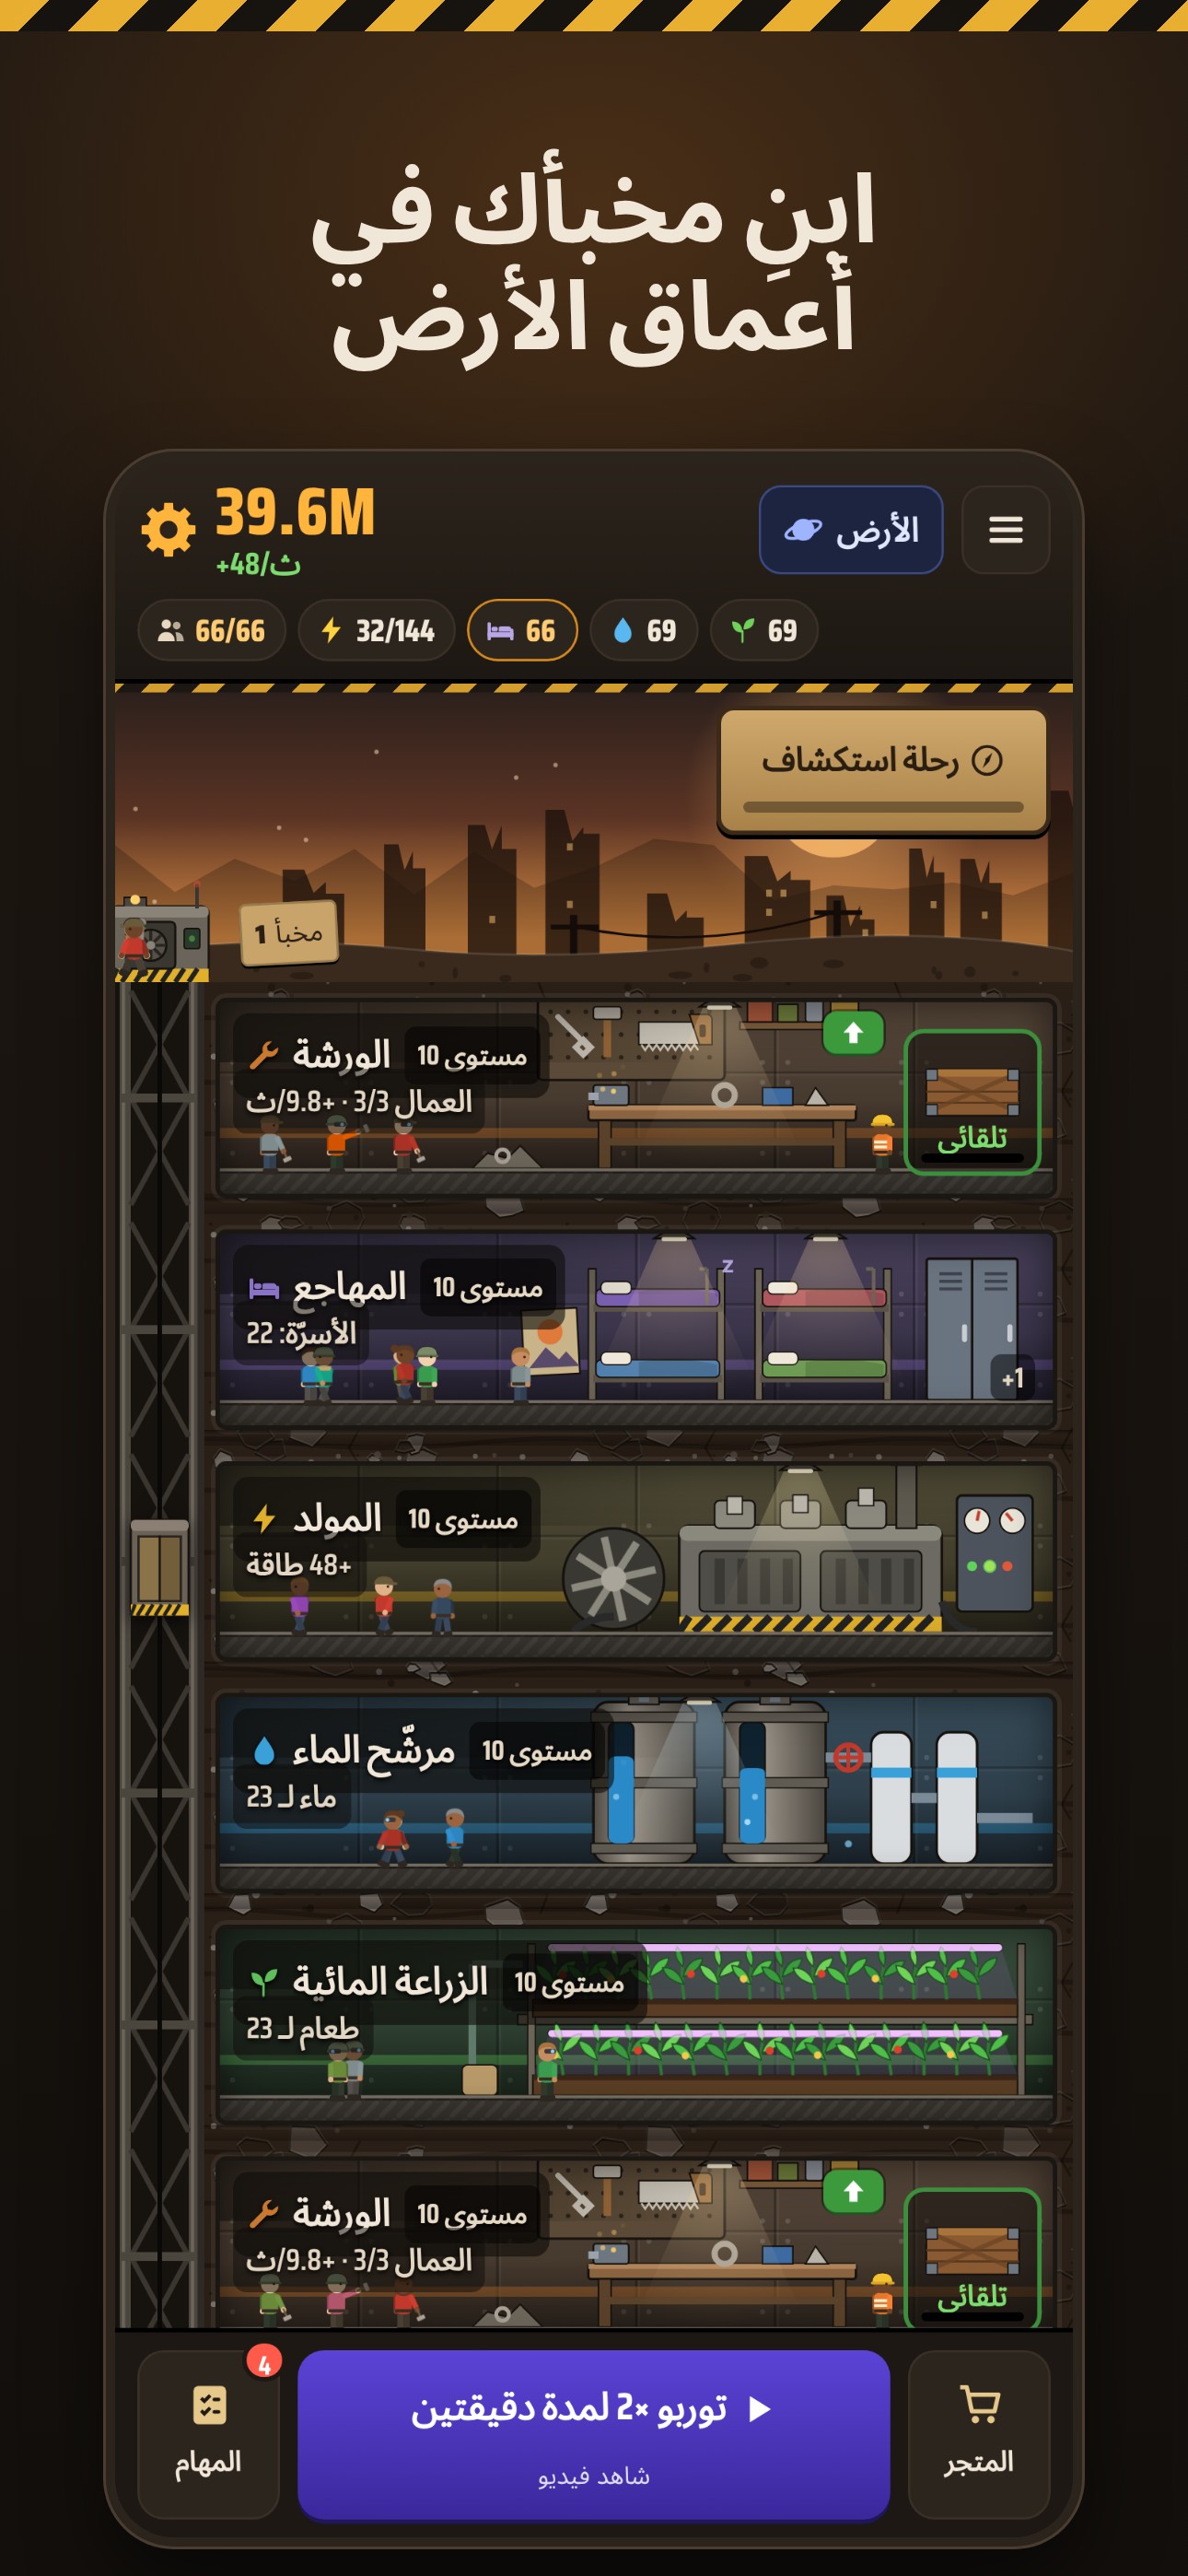 ابنِ مخبأك في
أعماق الأرض
39.6M
+48/ث
الأرض
66/66
32/144
66
69
69
رحلة استكشاف
مخبأ 1
الورشة مستوى 10
العمال 3/3 · +9.8/ث
تلقائي
المهاجع مستوى 10
الأسرّة: 22
z
+1
المولد مستوى 10
+48 طاقة
مرشّح الماء مستوى 10
ماء لـ 23
الزراعة المائية مستوى 10
طعام لـ 23
الورشة مستوى 10
العمال 3/3 · +9.8/ث
تلقائي
4
المهام
توربو ×2 لمدة دقيقتين
شاهد فيديو
المتجر